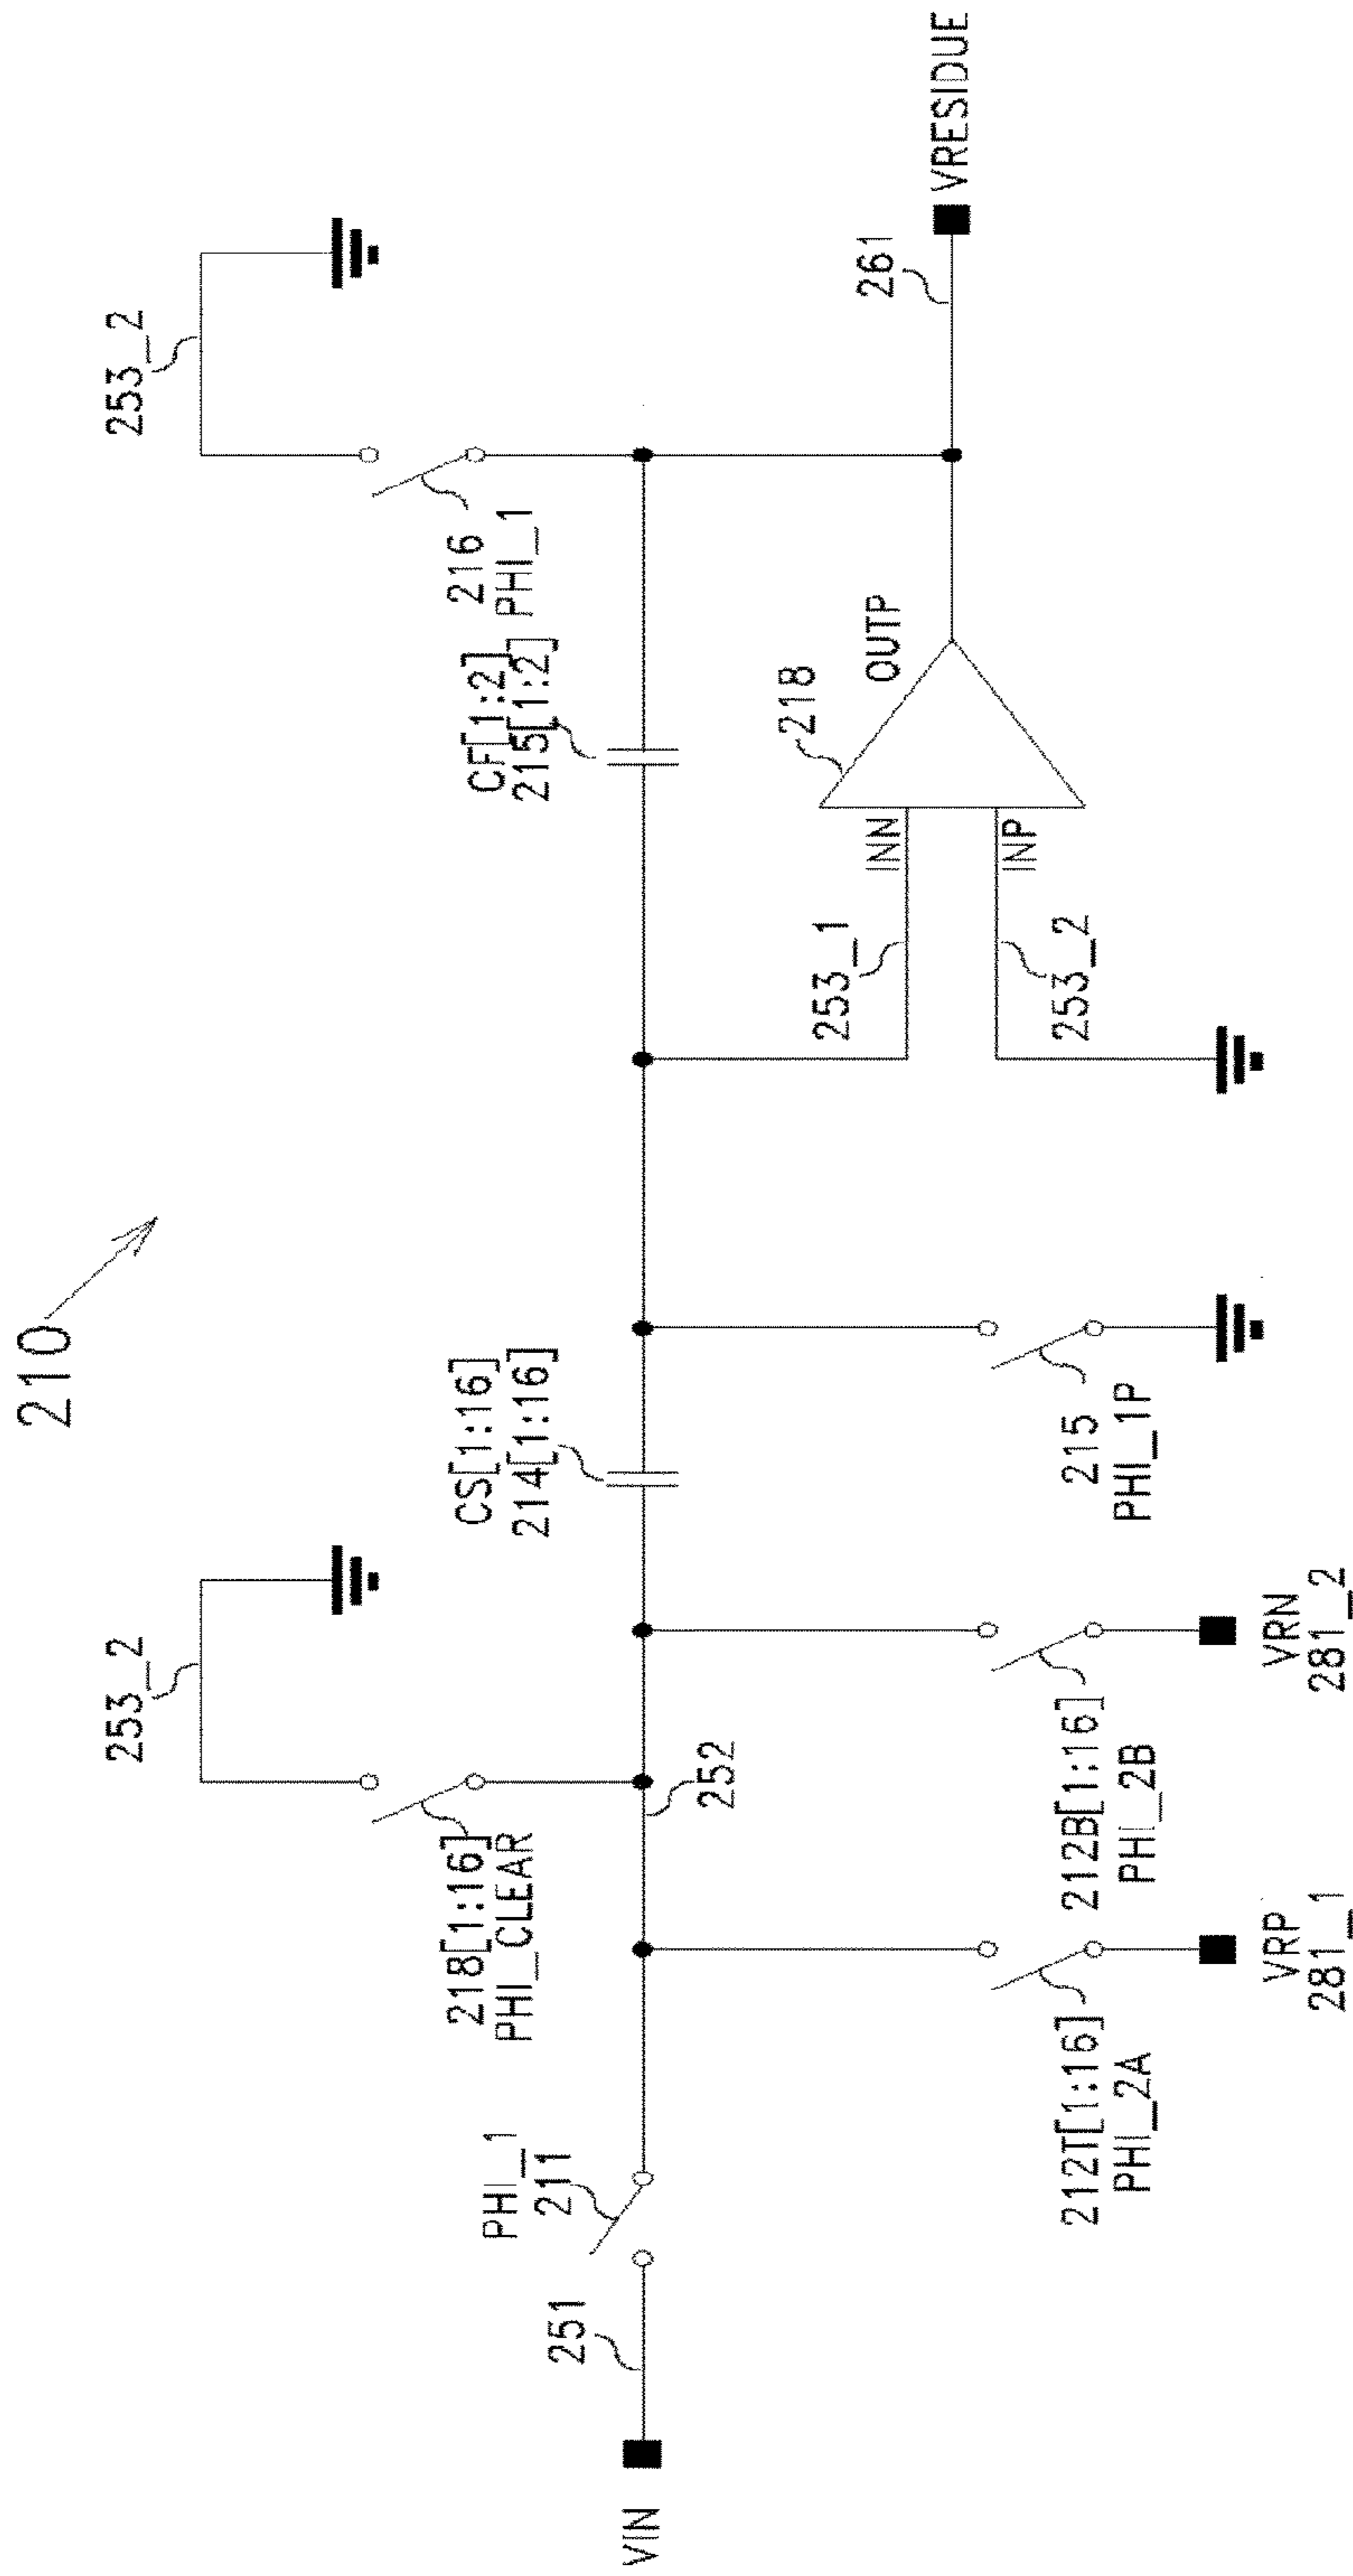 210
253_2
253_2
CS[1:16]
214[1:16]
CF[1:2]
215[1:2]
216
PHI_1
218[1:16]
PHI_CLEAR
PHI_1
211
251
VIN
252
253_1
INN
INP
253_2
218
OUTP
261
VRESIDUE
212T[1:16]
PHI_2A
212B[1:16]
PHI_2B
215
PHI_1P
VRP
281_1
VRN
281_2